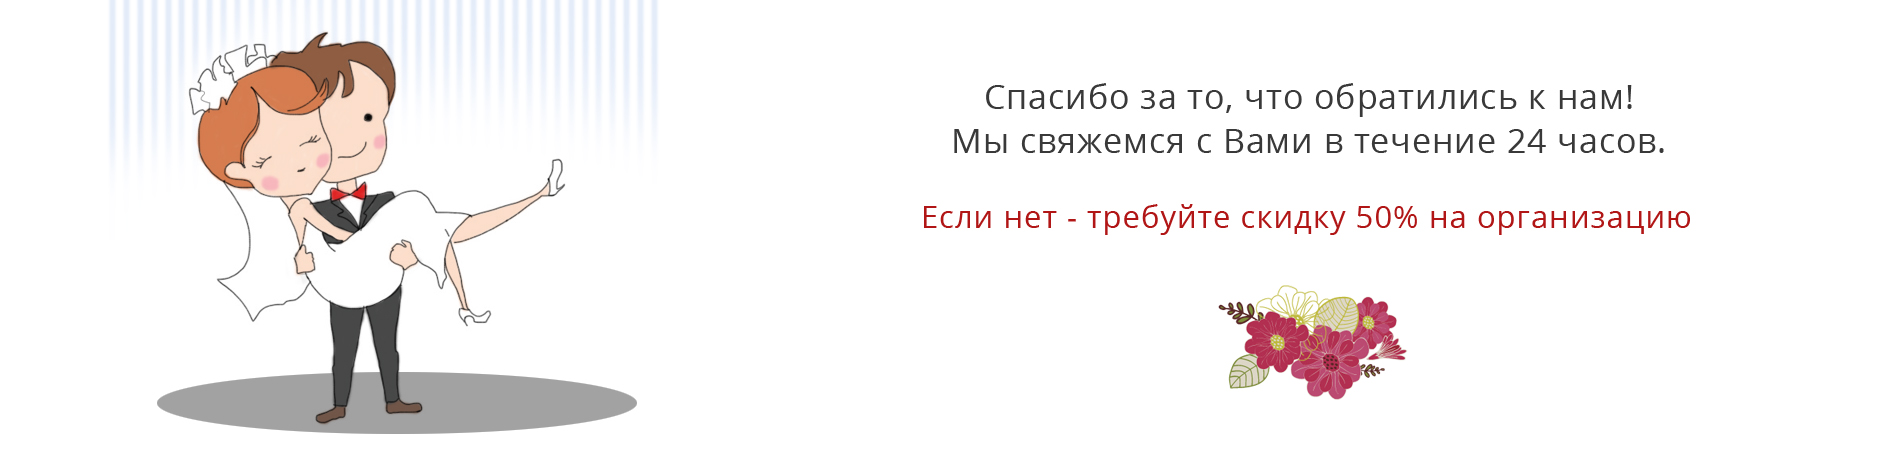 Спасибо за то, что обратились к нам!
Мы свяжемся с Вами в течение 24 часов.
Если нет - требуйте скидку 50% на организацию